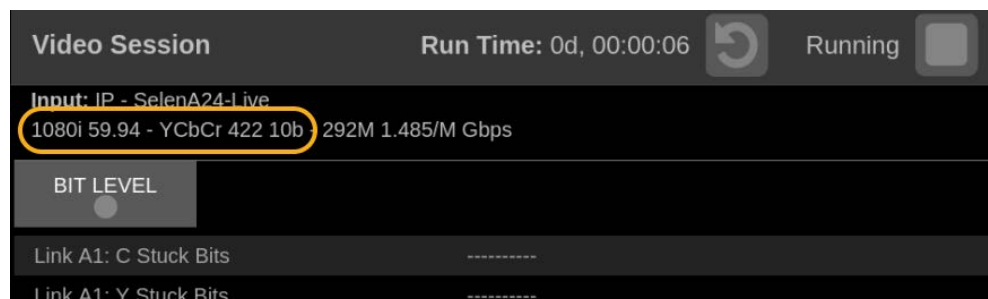 Video Session Run Time: 0d, 00:00:06 Running
Input: IP - SelenA24-Live
1080i 59.94 - YCbCr 422 10b - 292M 1.485/M Gbps
BIT LEVEL
Link A1: C Stuck Bits ----------
Link A1: Y Stuck Bits ----------